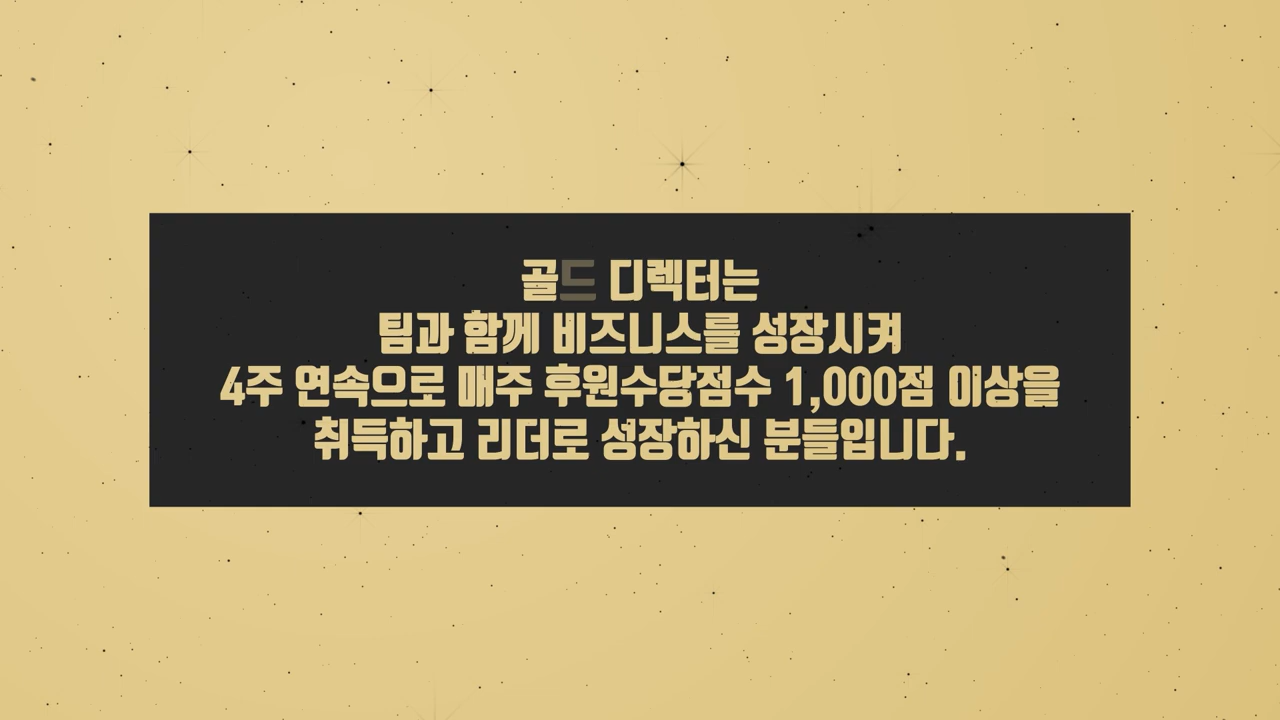 골드 디렉터는
팀과 함께 비즈니스를 성장시켜
4주 연속으로 매주 후원수당점수 1,000점 이상을
취득하고 리더로 성장하신 분들입니다.